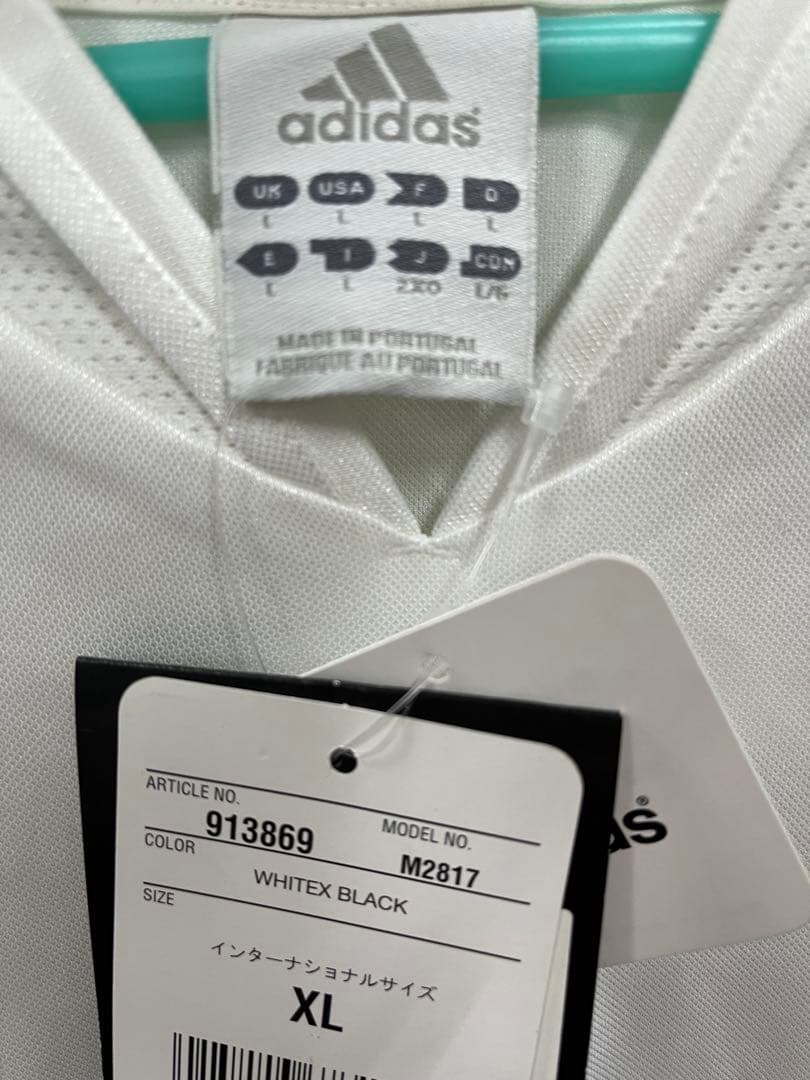 adidas
UK USA F D
L L L L
E I J CDN
L L 2XO L/G
MADE IN PORTUGAL
FABRIQUE AU PORTUGAL
ARTICLE NO.
913869
MODEL NO.
M2817
COLOR
WHITEX BLACK
SIZE
インターナショナルサイズ
XL
as®